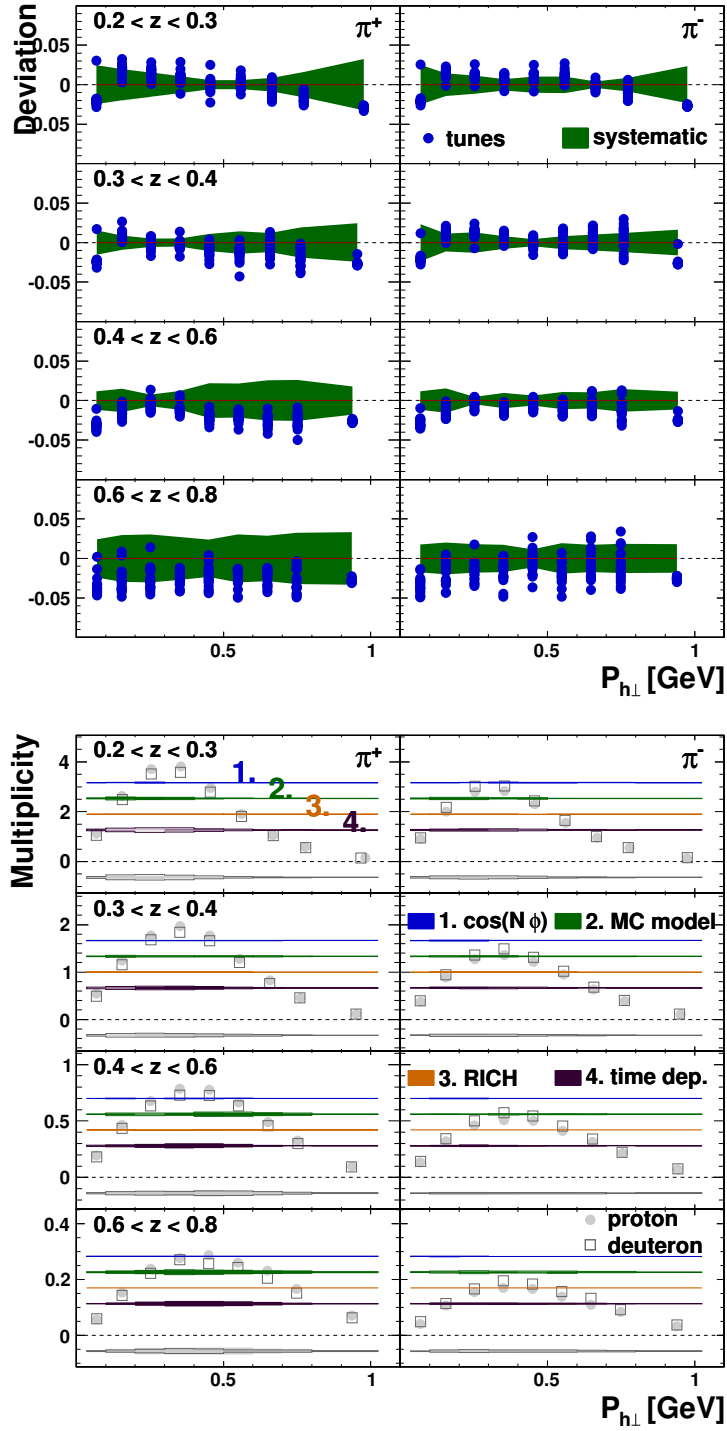 0.2 < z < 0.3 π+ π-
Deviation
0.05
0
0.05
tunes systematic
0.3 < z < 0.4
0.05
0
-0.05
0.4 < z < 0.6
0.05
0
-0.05
0.6 < z < 0.8
0.05
0
-0.05
0.5 1 0.5 1
P_h⊥ [GeV]
Multiplicity
0.2 < z < 0.3 π+ π-
4
2
0
1.
2.
3.
4.
0.3 < z < 0.4
2
1
0
1. cos(N φ) 2. MC model
0.4 < z < 0.6
1
0.5
0
3. RICH 4. time dep.
0.6 < z < 0.8
0.4
0.2
0
proton
deuteron
0.5 1 0.5 1
P_h⊥ [GeV]